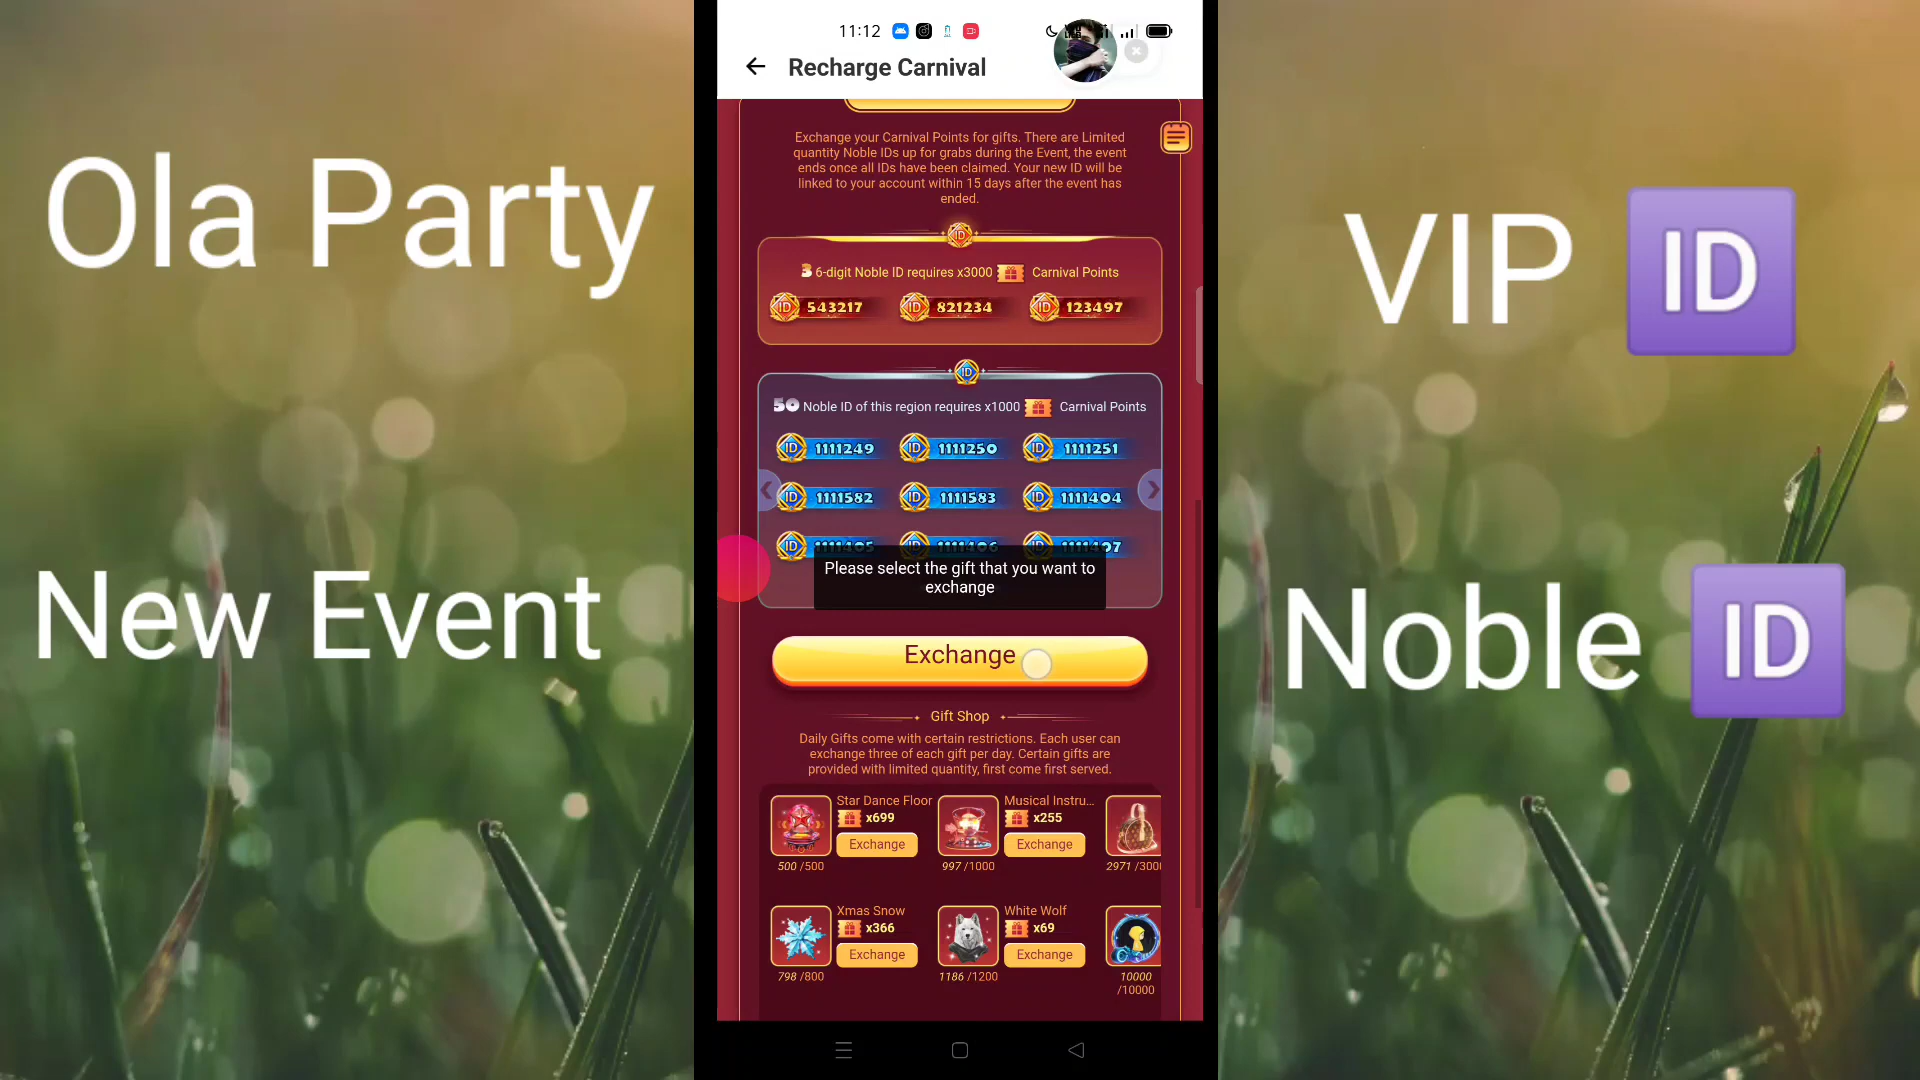 Ola Party
New Event
VIP 🆔
Noble 🆔
11:12
Recharge Carnival
Exchange your Carnival Points for gifts. There are Limited
quantity Noble IDs up for grabs during the Event, the event
ends once all IDs have been claimed. Your new ID will be
linked to your account within 15 days after the event has
ended.
ID
3 6-digit Noble ID requires x3000 Carnival Points
ID 543217 ID 821234 ID 123497
ID
50 Noble ID of this region requires x1000 Carnival Points
ID 1111249 ID 1111250 ID 1111251
ID 1111582 ID 1111583 ID 1111404
ID 1111405 ID 1111406 ID 1111407
Please select the gift that you want to
exchange
Exchange
Gift Shop
Daily Gifts come with certain restrictions. Each user can
exchange three of each gift per day. Certain gifts are
provided with limited quantity, first come first served.
Star Dance Floor
x699
Exchange
500 /500
Musical Instru...
x255
Exchange
997 /1000
2971 /300
Xmas Snow
x366
Exchange
798 /800
White Wolf
x69
Exchange
1186 /1200
10000
/10000